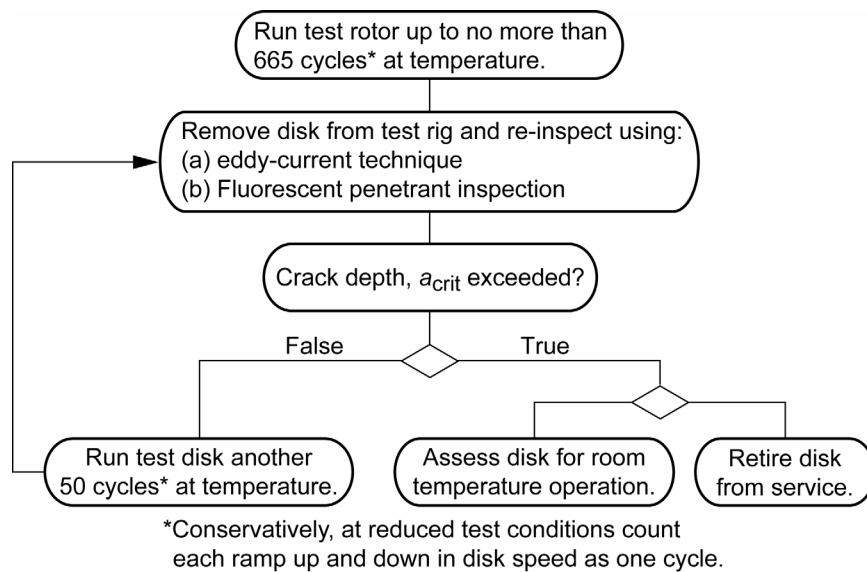 Run test rotor up to no more than
665 cycles* at temperature.
Remove disk from test rig and re-inspect using:
(a) eddy-current technique
(b) Fluorescent penetrant inspection
Crack depth, acrit exceeded?
False
True
Run test disk another
50 cycles* at temperature.
Assess disk for room
temperature operation.
Retire disk
from service.
*Conservatively, at reduced test conditions count
each ramp up and down in disk speed as one cycle.